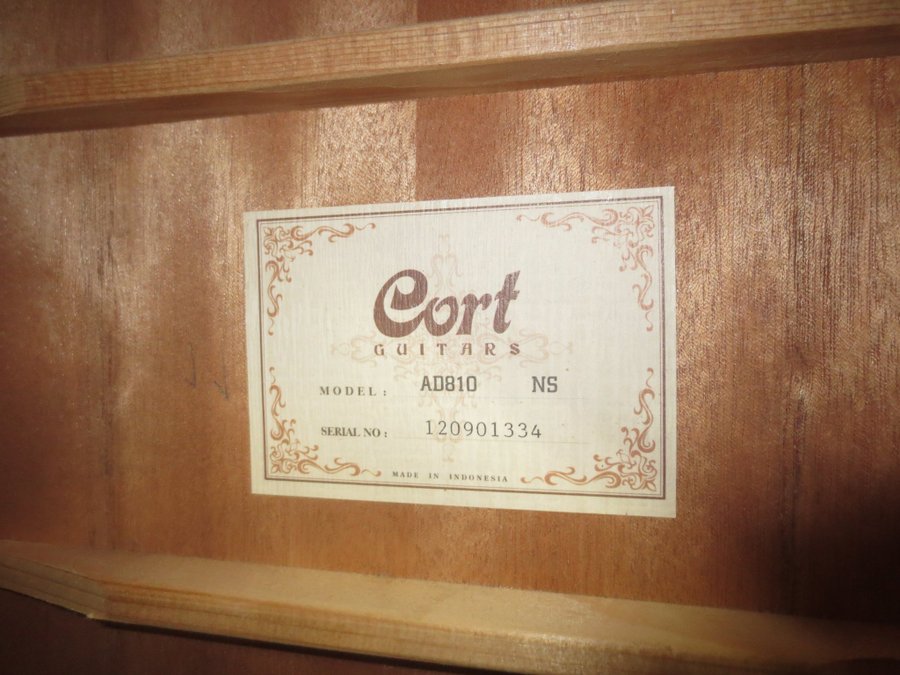 Cort
GUITARS
MODEL: AD810 NS
SERIAL NO: 120901334
MADE IN INDONESIA